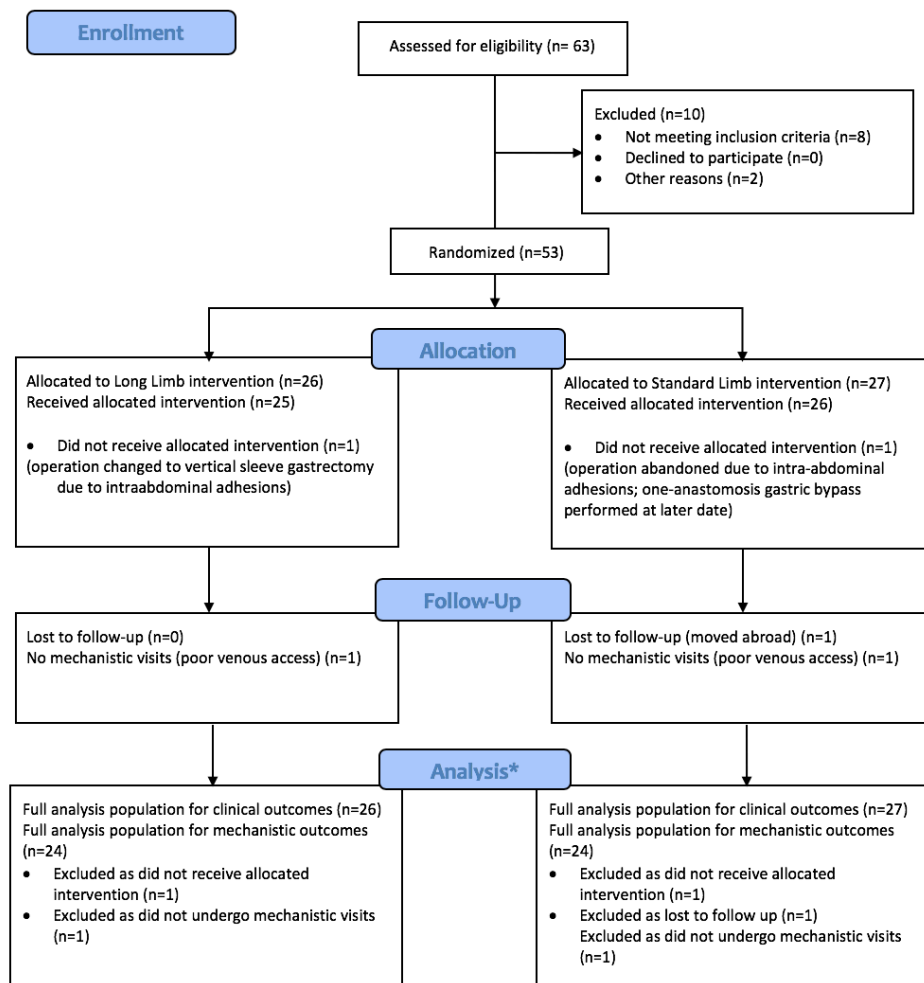 Enrollment
Assessed for eligibility (n= 63)
Excluded (n=10)
• Not meeting inclusion criteria (n=8)
• Declined to participate (n=0)
• Other reasons (n=2)
Randomized (n=53)
Allocation
Allocated to Long Limb intervention (n=26)
Received allocated intervention (n=25)
• Did not receive allocated intervention (n=1)
(operation changed to vertical sleeve gastrectomy
due to intraabdominal adhesions)
Allocated to Standard Limb intervention (n=27)
Received allocated intervention (n=26)
• Did not receive allocated intervention (n=1)
(operation abandoned due to intra-abdominal
adhesions; one-anastomosis gastric bypass
performed at later date)
Follow-Up
Lost to follow-up (n=0)
No mechanistic visits (poor venous access) (n=1)
Lost to follow-up (moved abroad) (n=1)
No mechanistic visits (poor venous access) (n=1)
Analysis*
Full analysis population for clinical outcomes (n=26)
Full analysis population for mechanistic outcomes
(n=24)
• Excluded as did not receive allocated
intervention (n=1)
• Excluded as did not undergo mechanistic visits
(n=1)
Full analysis population for clinical outcomes (n=27)
Full analysis population for mechanistic outcomes
(n=24)
• Excluded as did not receive allocated
intervention (n=1)
• Excluded as lost to follow up (n=1)
Excluded as did not undergo mechanistic visits
(n=1)